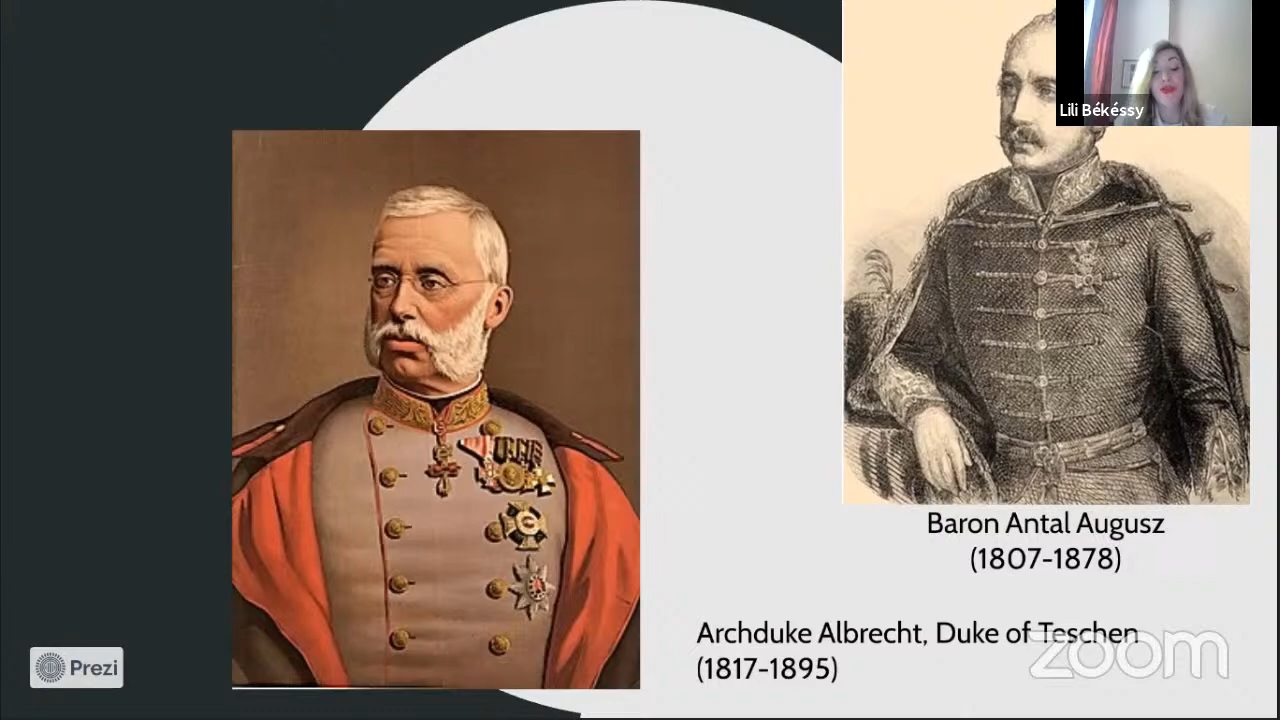 Lili Békéssy
Baron Antal Augusz
(1807-1878)
Archduke Albrecht, Duke of Teschen
(1817-1895)
zoom
Prezi